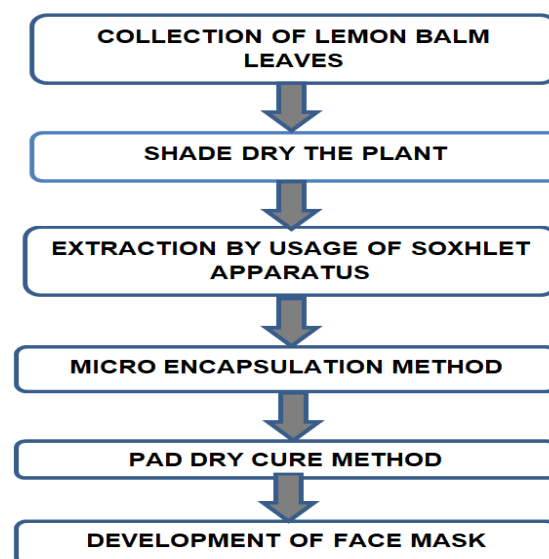 COLLECTION OF LEMON BALM
LEAVES
SHADE DRY THE PLANT
EXTRACTION BY USAGE OF SOXHLET
APPARATUS
MICRO ENCAPSULATION METHOD
PAD DRY CURE METHOD
DEVELOPMENT OF FACE MASK